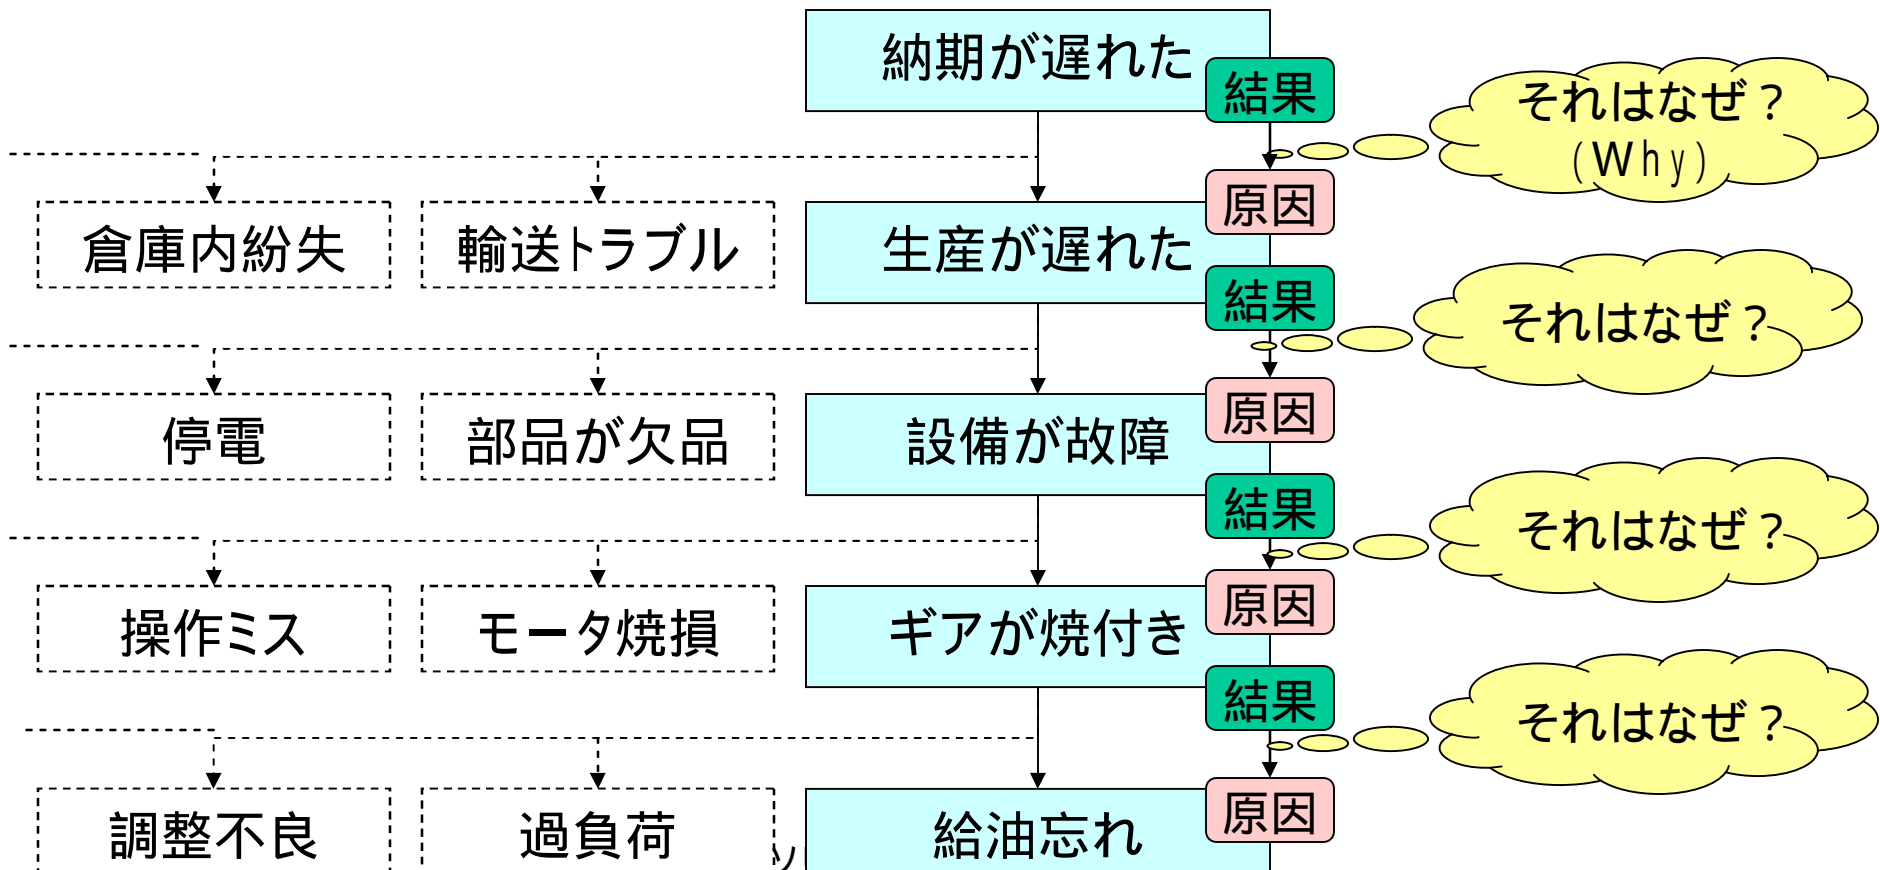 納期が遅れた
結果
それはなぜ？
（Ｗｈｙ）
原因
倉庫内紛失
輸送トラブル
生産が遅れた
結果
それはなぜ？
原因
停電
部品が欠品
設備が故障
結果
それはなぜ？
原因
操作ミス
モータ焼損
ギアが焼付き
結果
それはなぜ？
原因
調整不良
過負荷
給油忘れ